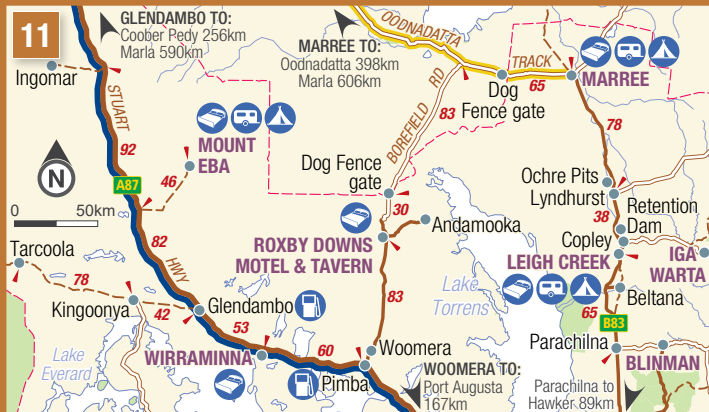 11
GLENDAMBO TO:
Coober Pedy 256km
Marla 590km
MARREE TO:
Oodnadatta 398km
Marla 606km
OODNADATTA
TRACK
65
Dog
Fence gate
MARREE
Ingomar
STUART
92
BOREFIELD RD
83
78
MOUNT
EBA
46
N
A87
0 50km
Dog Fence
gate
30
Ochre Pits
Lyndhurst
38
Retention
Dam
Andamooka
ROXBY DOWNS
MOTEL & TAVERN
Copley
LEIGH CREEK
IGA
WARTA
Tarcoola
82
HWY
78
Kingoonya
42
Glendambo
83
Lake
Torrens
Beltana
65
B83
53
60
Woomera
Parachilna
BLINMAN
Lake
Everard
WIRRAMINNA
Pimba
WOOMERA TO:
Port Augusta
167km
Parachilna to
Hawker 89km